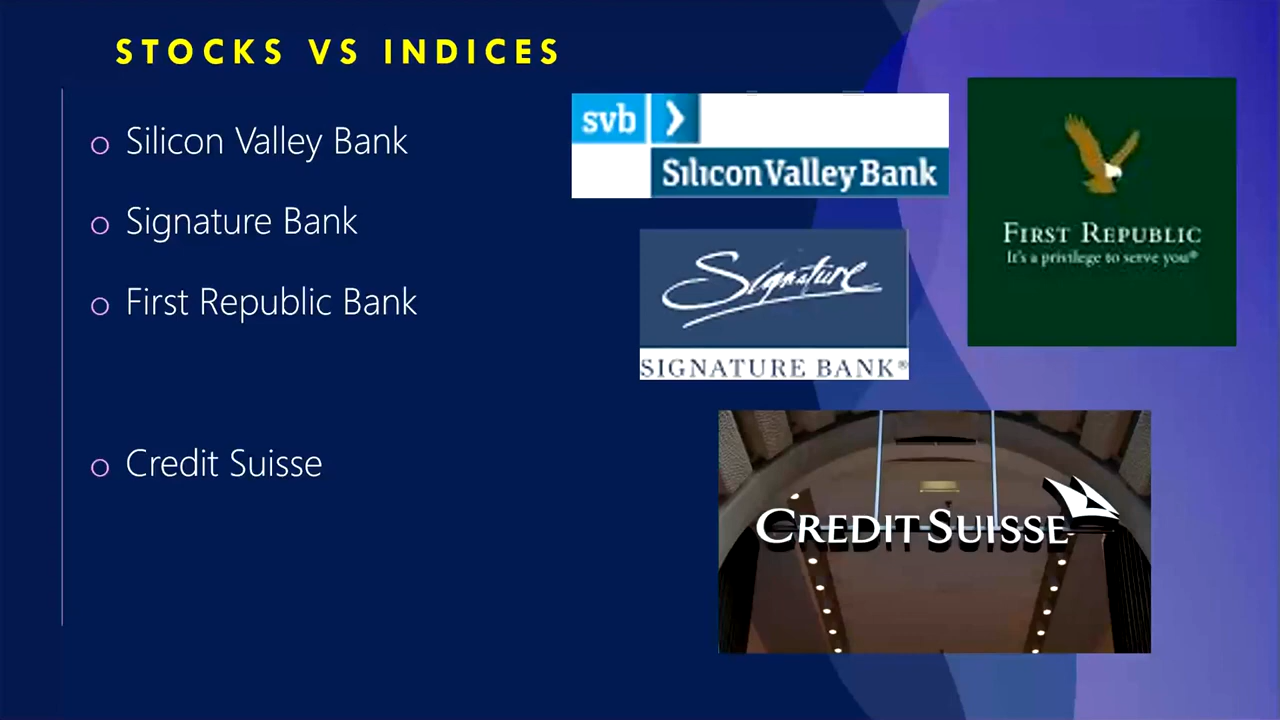 STOCKS VS INDICES
Silicon Valley Bank
Signature Bank
First Republic Bank
Credit Suisse
svb
Silicon Valley Bank
FIRST REPUBLIC
It's a privilege to serve you®
Signature
SIGNATURE BANK®
CREDIT SUISSE